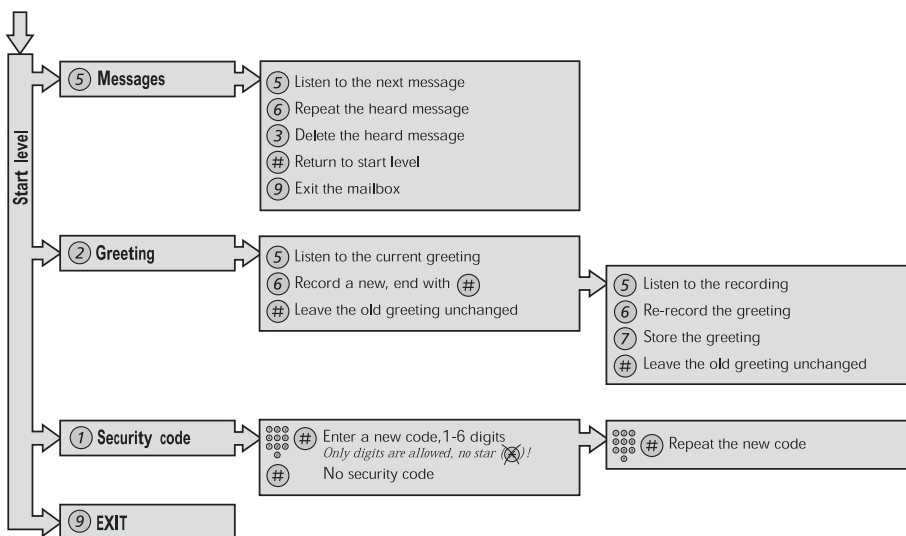 Start level
5 Messages
5 Listen to the next message
6 Repeat the heard message
3 Delete the heard message
# Return to start level
9 Exit the mailbox
2 Greeting
5 Listen to the current greeting
6 Record a new, end with #
# Leave the old greeting unchanged
5 Listen to the recording
6 Re-record the greeting
7 Store the greeting
# Leave the old greeting unchanged
1 Security code
# Enter a new code,1-6 digits
Only digits are allowed, no star (*)!
# No security code
# Repeat the new code
9 EXIT